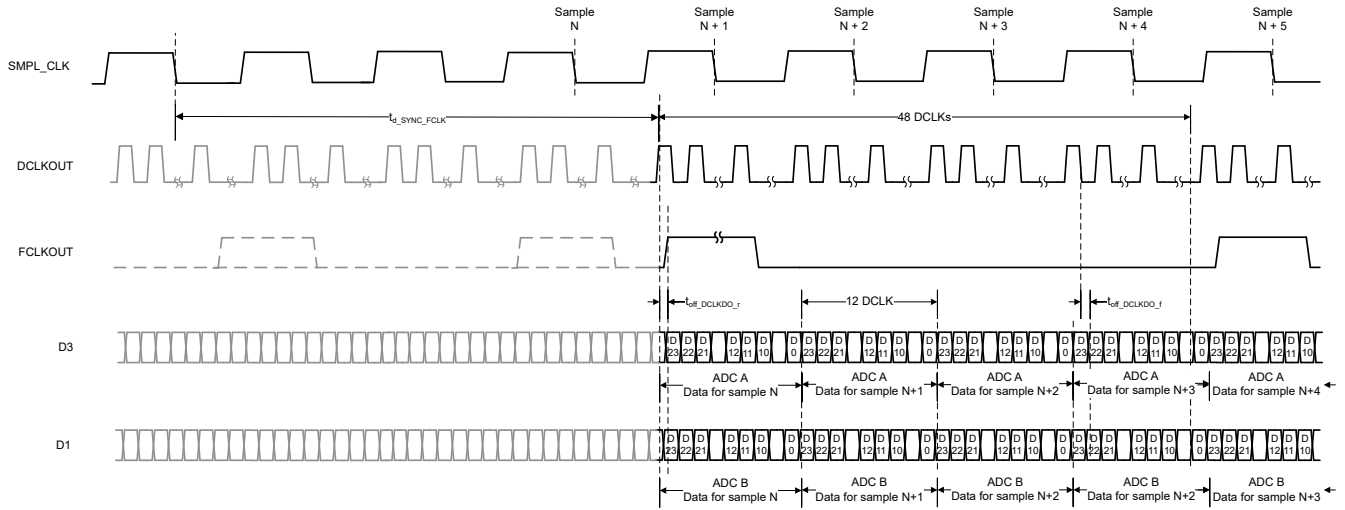 Sample
N
Sample
N + 1
Sample
N + 2
Sample
N + 3
Sample
N + 4
Sample
N + 5
SMPL_CLK
td_SYNC_FCLK
48 DCLKs
DCLKOUT
FCLKOUT
toff_DCLKDO_r
12 DCLK
toff_DCLKDO_f
D3
D D D D D D D D D D D D D D D D D D D D D D D D D D D D D D D D D D
23 22 21 12 11 10 0 23 22 21 12 11 10 0 23 22 21 12 11 10 0 23 22 21 12 11 10 0 23 22 21 12 11 10
ADC A
Data for sample N
ADC A
Data for sample N+1
ADC A
Data for sample N+2
ADC A
Data for sample N+3
ADC A
Data for sample N+4
D1
D D D D D D D D D D D D D D D D D D D D D D D D D D D D D D D D D D
23 22 21 12 11 10 0 23 22 21 12 11 10 0 23 22 21 12 11 10 0 23 22 21 12 11 10 0 23 22 21 12 11 10
ADC B
Data for sample N
ADC B
Data for sample N+1
ADC B
Data for sample N+2
ADC B
Data for sample N+2
ADC B
Data for sample N+3